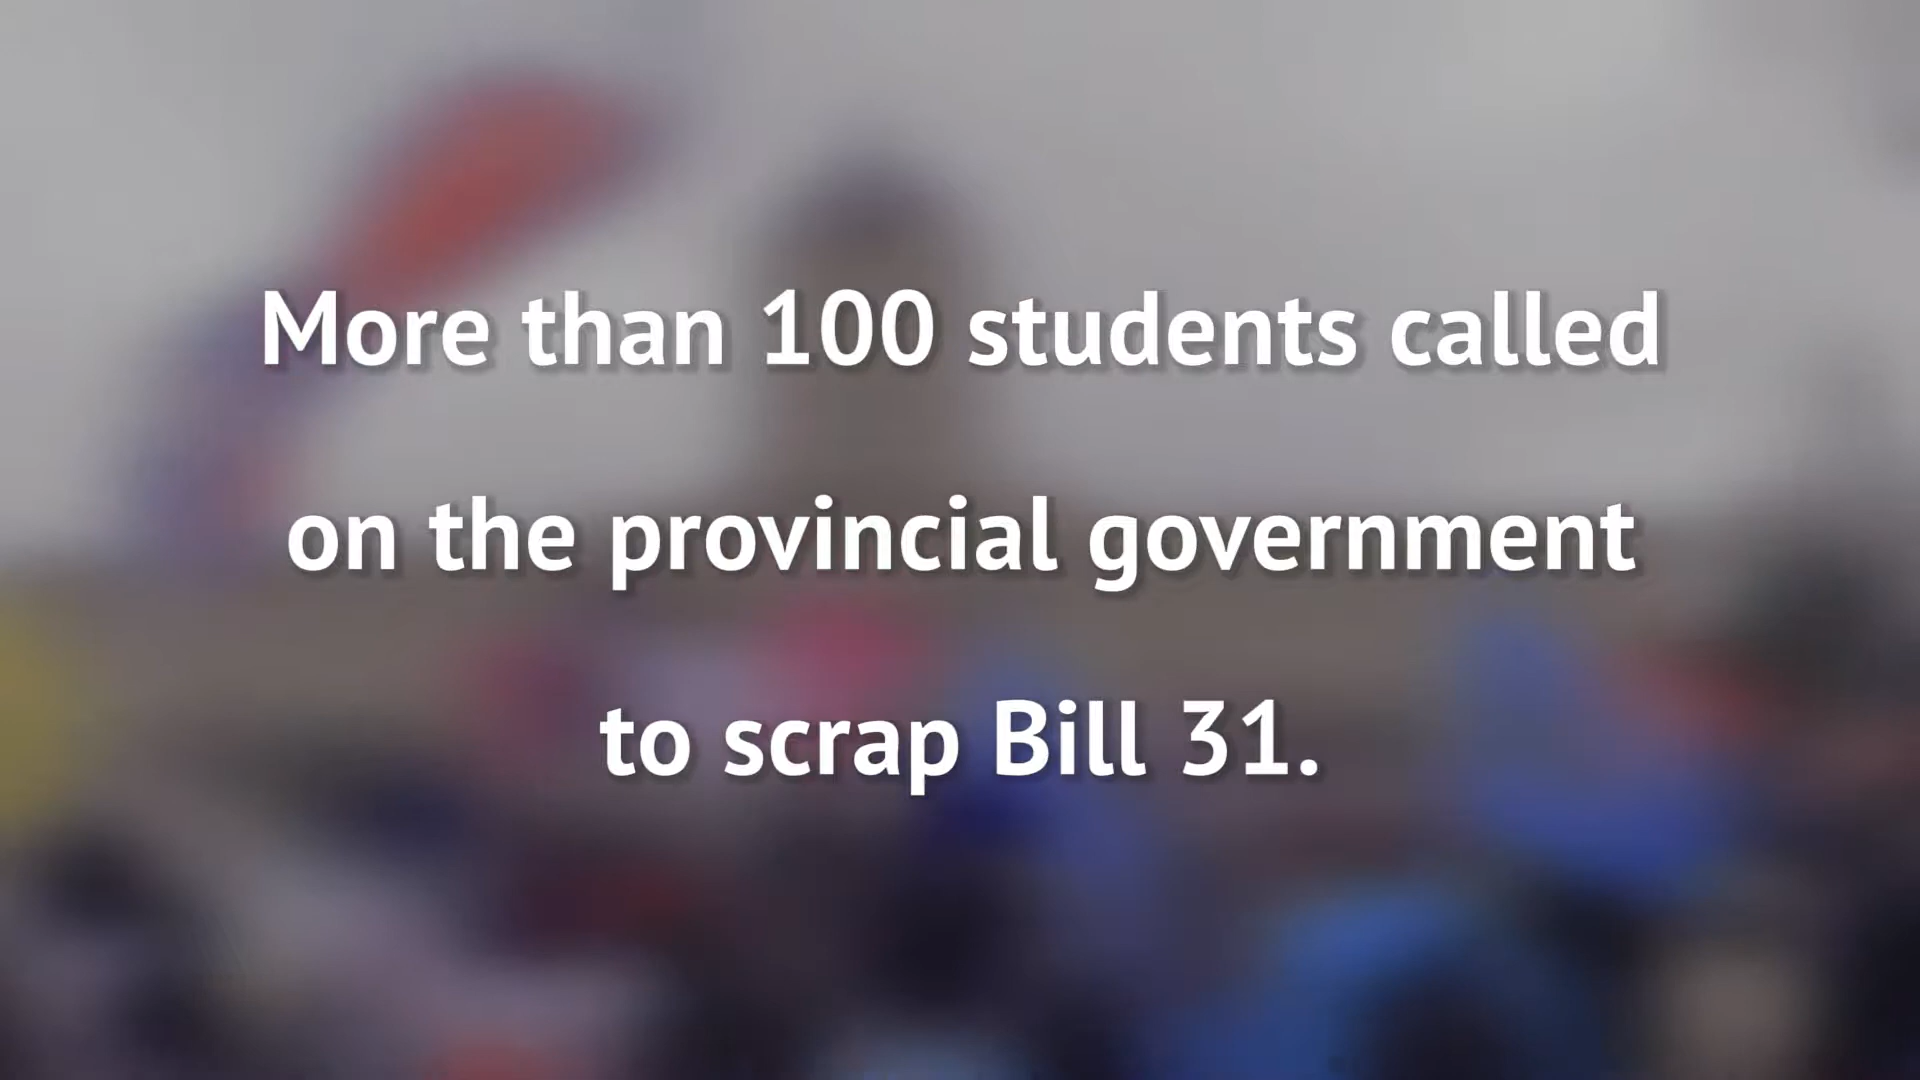 More than 100 students called
on the provincial government
to scrap Bill 31.